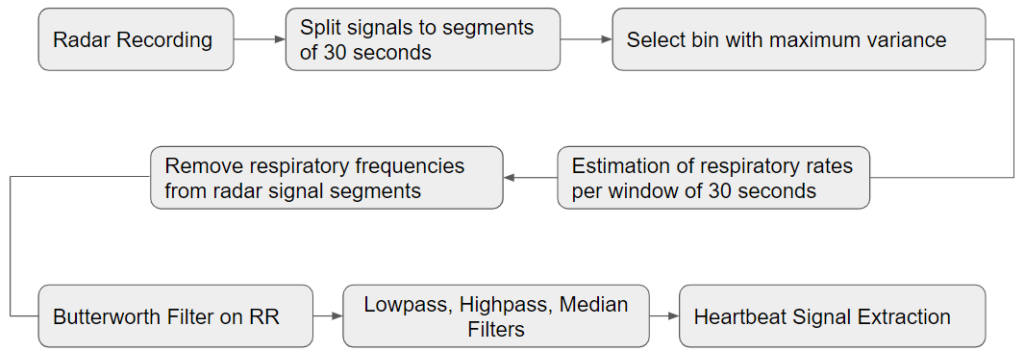 Radar Recording
Split signals to segments
of 30 seconds
Select bin with maximum variance
Estimation of respiratory rates
per window of 30 seconds
Remove respiratory frequencies
from radar signal segments
Butterworth Filter on RR
Lowpass, Highpass, Median
Filters
Heartbeat Signal Extraction